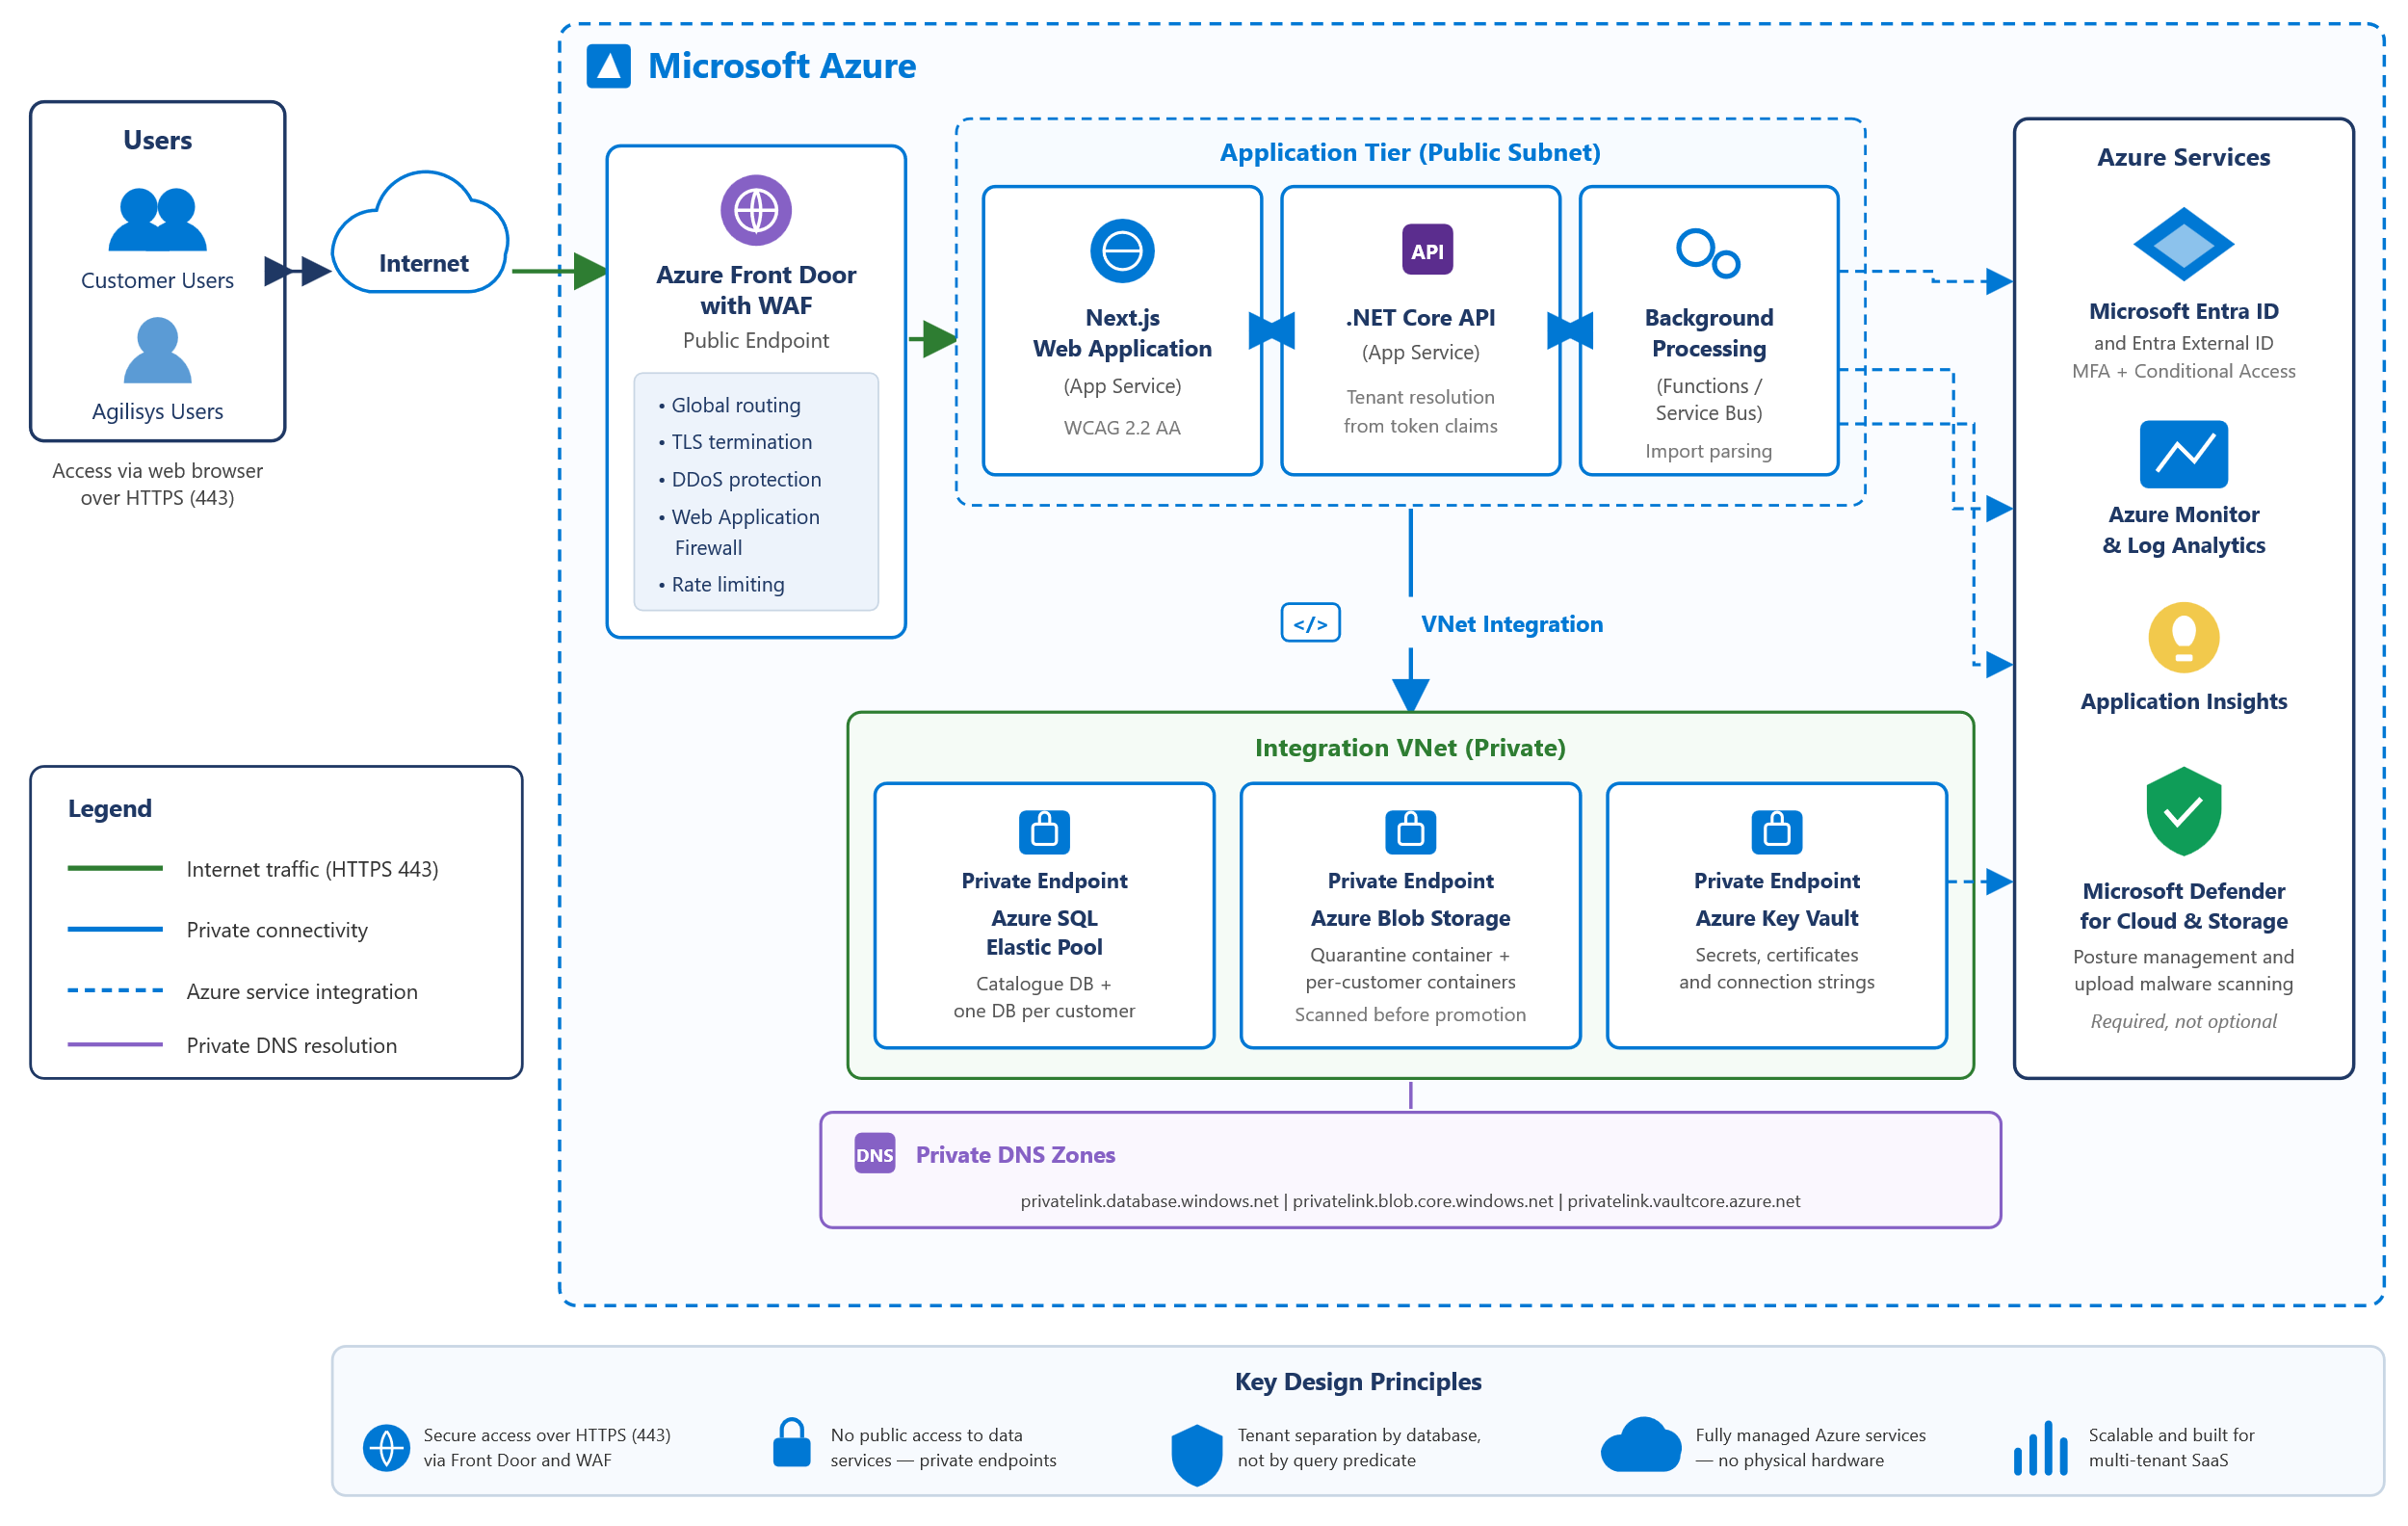 Microsoft Azure
Users
Customer Users
Agilisys Users
Access via web browser
over HTTPS (443)
Internet
Azure Front Door
with WAF
Public Endpoint
• Global routing
• TLS termination
• DDoS protection
• Web Application
Firewall
• Rate limiting
Application Tier (Public Subnet)
Next.js
Web Application
(App Service)
WCAG 2.2 AA
API
.NET Core API
(App Service)
Tenant resolution
from token claims
Background
Processing
(Functions /
Service Bus)
Import parsing
Azure Services
Microsoft Entra ID
and Entra External ID
MFA + Conditional Access
Azure Monitor
& Log Analytics
Application Insights
Microsoft Defender
for Cloud & Storage
Posture management and
upload malware scanning
Required, not optional
</>
VNet Integration
Integration VNet (Private)
Private Endpoint
Azure SQL
Elastic Pool
Catalogue DB +
one DB per customer
Private Endpoint
Azure Blob Storage
Quarantine container +
per-customer containers
Scanned before promotion
Private Endpoint
Azure Key Vault
Secrets, certificates
and connection strings
Legend
Internet traffic (HTTPS 443)
Private connectivity
Azure service integration
Private DNS resolution
DNS
Private DNS Zones
privatelink.database.windows.net | privatelink.blob.core.windows.net | privatelink.vaultcore.azure.net
Key Design Principles
Secure access over HTTPS (443)
via Front Door and WAF
No public access to data
services — private endpoints
Tenant separation by database,
not by query predicate
Fully managed Azure services
— no physical hardware
Scalable and built for
multi-tenant SaaS